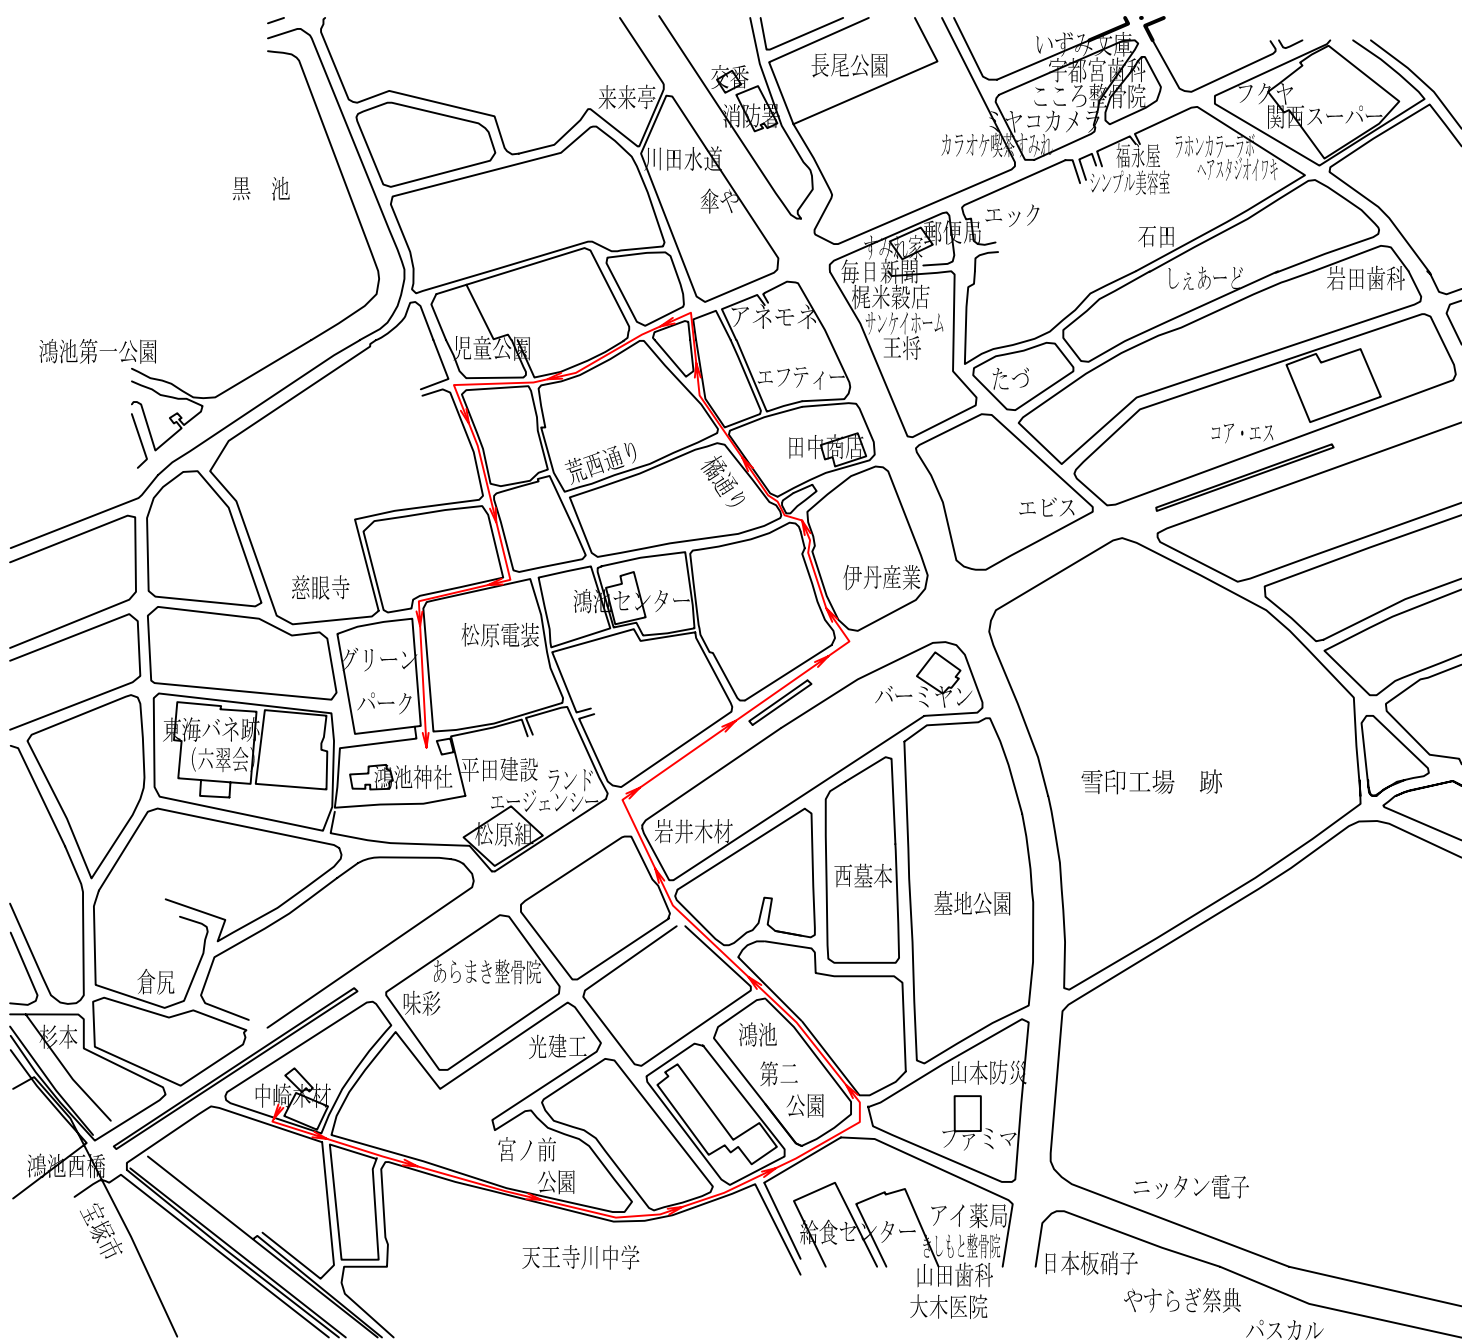 いずみ文庫
長尾公園
宇都宮歯科
交番
こころ整骨院
フクヤ
来来亭
消防署
ミヤコカメラ
関西スーパー
カラオケ喫茶すみれ
ラホンカラーラボ
川田水道
福永屋
ヘアスタジオイワキ
シンプル美容室
黒 池
傘や
エック
郵便局
石田
すみれ家
毎日新聞
しぇあーど
岩田歯科
梶米穀店
アネモネ
サンケイホーム
王将
鴻池第一公園
児童公園
エフティー
たづ
コア・エス
田中商店
荒西通り
橘通り
エビス
伊丹産業
慈眼寺
鴻池センター
松原電装
グリーン
パーク
バーミヤン
東海バネ跡
(六翠会)
鴻池神社
平田建設
ランド
エージェンシー
雪印工場 跡
松原組
岩井木材
西墓本
墓地公園
倉尻
あらまき整骨院
味彩
杉本
光建工
鴻池
第二
公園
山本防災
中崎木材
ファミマ
宮ノ前
公園
鴻池西橋
宝塚市
ニッタン電子
給食センター
アイ薬局
きしもと整骨院
天王寺川中学
山田歯科
日本板硝子
大木医院
やすらぎ祭典
パスカル